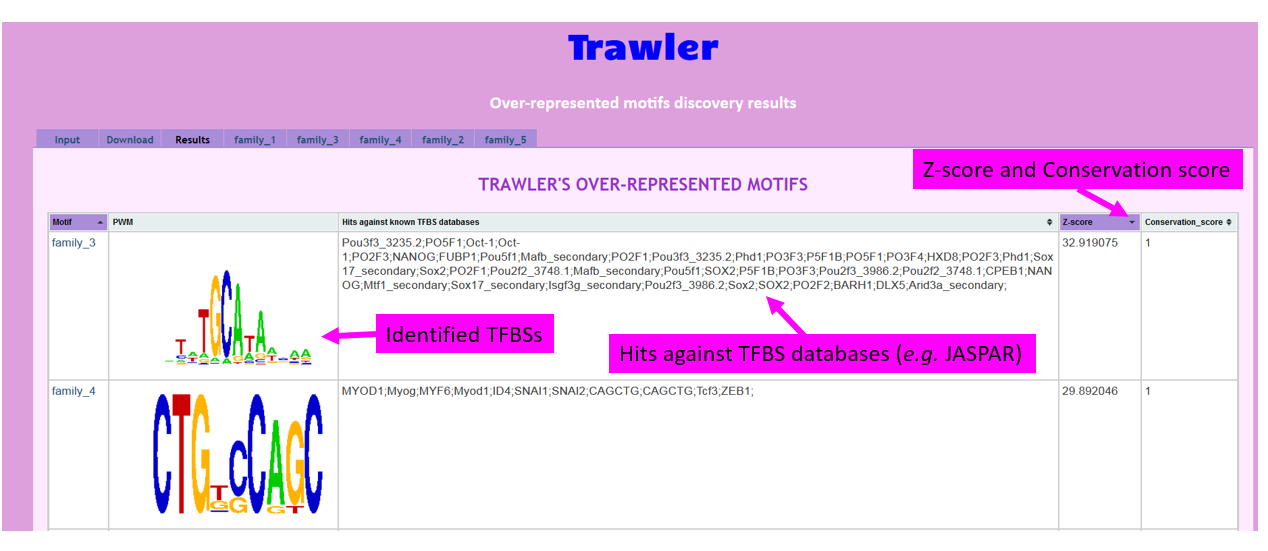 Trawler
Over-represented motifs discovery results
Input Download Results family_1 family_3 family_4 family_2 family_5
Z-score and Conservation score
TRAWLER'S OVER-REPRESENTED MOTIFS
Motif PWM Hits against known TFBS databases Z-score Conservation_score
family_3
Pou3f3_3235.2;PO5F1;Oct-1;Oct-
1;PO2F3;NANOG;FUBP1;Pou5f1;Mafb_secondary;PO2F1;Pou3f3_3235.2;Phd1;PO3F3;P5F1B;PO5F1;PO3F4;HXD8;PO2F3;Phd1;Sox
17_secondary;Sox2;PO2F1;Pou2f2_3748.1;Mafb_secondary;Pou5f1;SOX2;P5F1B;PO3F3;Pou2f3_3986.2;Pou2f2_3748.1;CPEB1;NAN
OG;Mtf1_secondary;Sox17_secondary;Isgf3g_secondary;Pou2f3_3986.2;Sox2;SOX2;PO2F2;BARH1;DLX5;Arid3a_secondary;
32.919075 1
Identified TFBSs
Hits against TFBS databases (e.g. JASPAR)
family_4 MYOD1;Myog;MYF6;Myod1;ID4;SNAI1;SNAI2;CAGCTG;CAGCTG;Tcf3;ZEB1; 29.892046 1